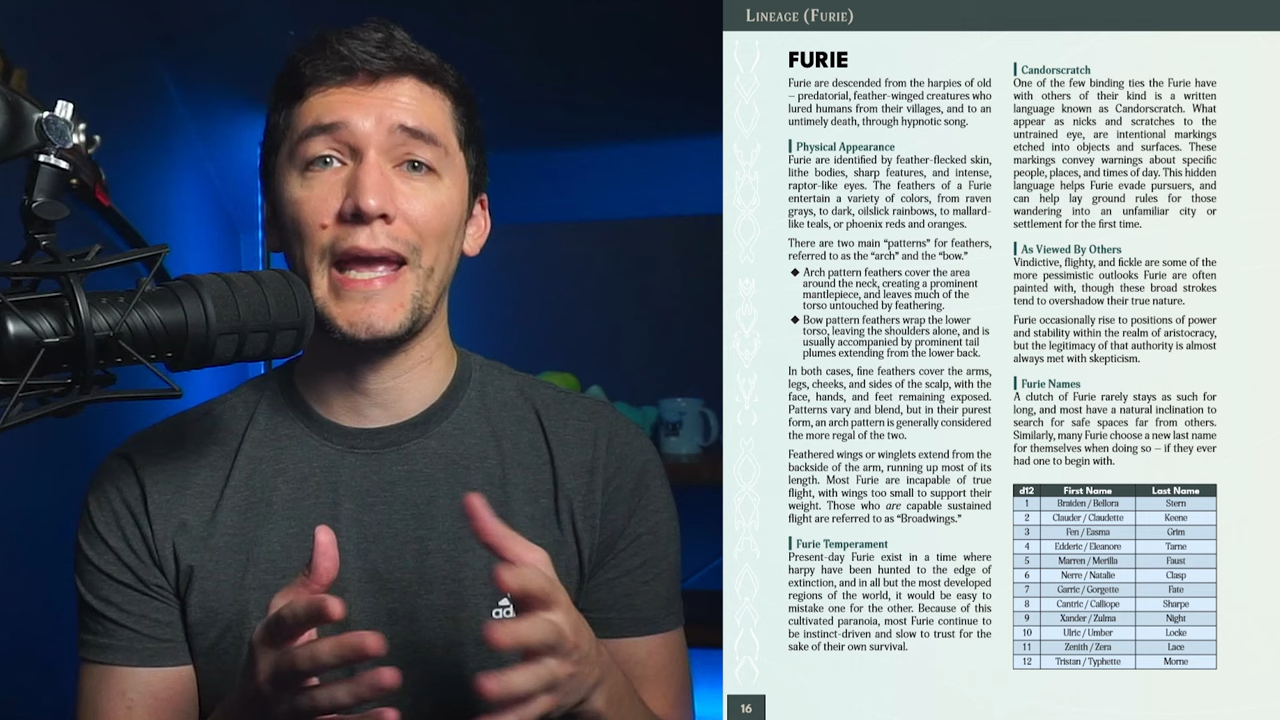 Lineage (Furie)
FURIE
Furie are descended from the harpies of old
– predatorial, feather-winged creatures who
lured humans from their villages, and to an
untimely death, through hypnotic song.
Physical Appearance
Furie are identified by feather-flecked skin,
lithe bodies, sharp features, and intense,
raptor-like eyes. The feathers of a Furie
entertain a variety of colors, from raven
grays, to dark, oilslick rainbows, to mallard-
like teals, or phoenix reds and oranges.
There are two main “patterns” for feathers,
referred to as the “arch” and the “bow.”
◆ Arch pattern feathers cover the area
around the neck, creating a prominent
mantlepiece, and leaves much of the
torso untouched by feathering.
◆ Bow pattern feathers wrap the lower
torso, leaving the shoulders alone, and is
usually accompanied by prominent tail
plumes extending from the lower back.
In both cases, fine feathers cover the arms,
legs, cheeks, and sides of the scalp, with the
face, hands, and feet remaining exposed.
Patterns vary and blend, but in their purest
form, an arch pattern is generally considered
the more regal of the two.
Feathered wings or winglets extend from the
backside of the arm, running up most of its
length. Most Furie are incapable of true
flight, with wings too small to support their
weight. Those who are capable sustained
flight are referred to as “Broadwings.”
Furie Temperament
Present-day Furie exist in a time where
harpy have been hunted to the edge of
extinction, and in all but the most developed
regions of the world, it would be easy to
mistake one for the other. Because of this
cultivated paranoia, most Furie continue to
be instinct-driven and slow to trust for the
sake of their own survival.
Candorscratch
One of the few binding ties the Furie have
with others of their kind is a written
language known as Candorscratch. What
appear as nicks and scratches to the
untrained eye, are intentional markings
etched into objects and surfaces. These
markings convey warnings about specific
people, places, and times of day. This hidden
language helps Furie evade pursuers, and
can help lay ground rules for those
wandering into an unfamiliar city or
settlement for the first time.
As Viewed By Others
Vindictive, flighty, and fickle are some of the
more pessimistic outlooks Furie are often
painted with, though these broad strokes
tend to overshadow their true nature.
Furie occasionally rise to positions of power
and stability within the realm of aristocracy,
but the legitimacy of that authority is almost
always met with skepticism.
Furie Names
A clutch of Furie rarely stays as such for
long, and most have a natural inclination to
search for safe spaces far from others.
Similarly, many Furie choose a new last name
for themselves when doing so – if they ever
had one to begin with.
d12 First Name Last Name
1 Braiden / Bellora Stern
2 Clauder / Claudette Keene
3 Fen / Easma Grim
4 Edderic / Eleanore Tarne
5 Marren / Merilla Faust
6 Nerre / Natalie Clasp
7 Garric / Gorgette Fate
8 Cantric / Calliope Sharpe
9 Xander / Zulma Night
10 Ulric / Umber Locke
11 Zenith / Zera Lace
12 Tristan / Typhette Morne
16
ad